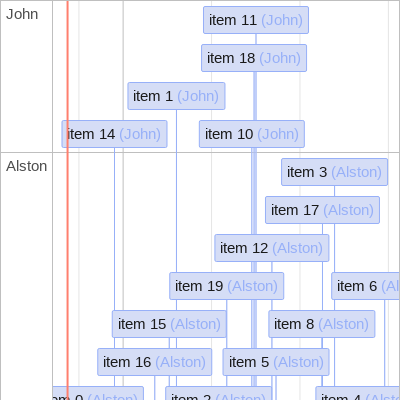 John
item 11 (John)
item 18 (John)
item 1 (John)
item 14 (John)
item 10 (John)
Alston
item 3 (Alston)
item 17 (Alston)
item 12 (Alston)
item 19 (Alston)
item 6 (Al
item 15 (Alston)
item 8 (Alston)
item 16 (Alston)
item 5 (Alston)
0 (Alston)
item 2 (Alston)
item 4 (Alst